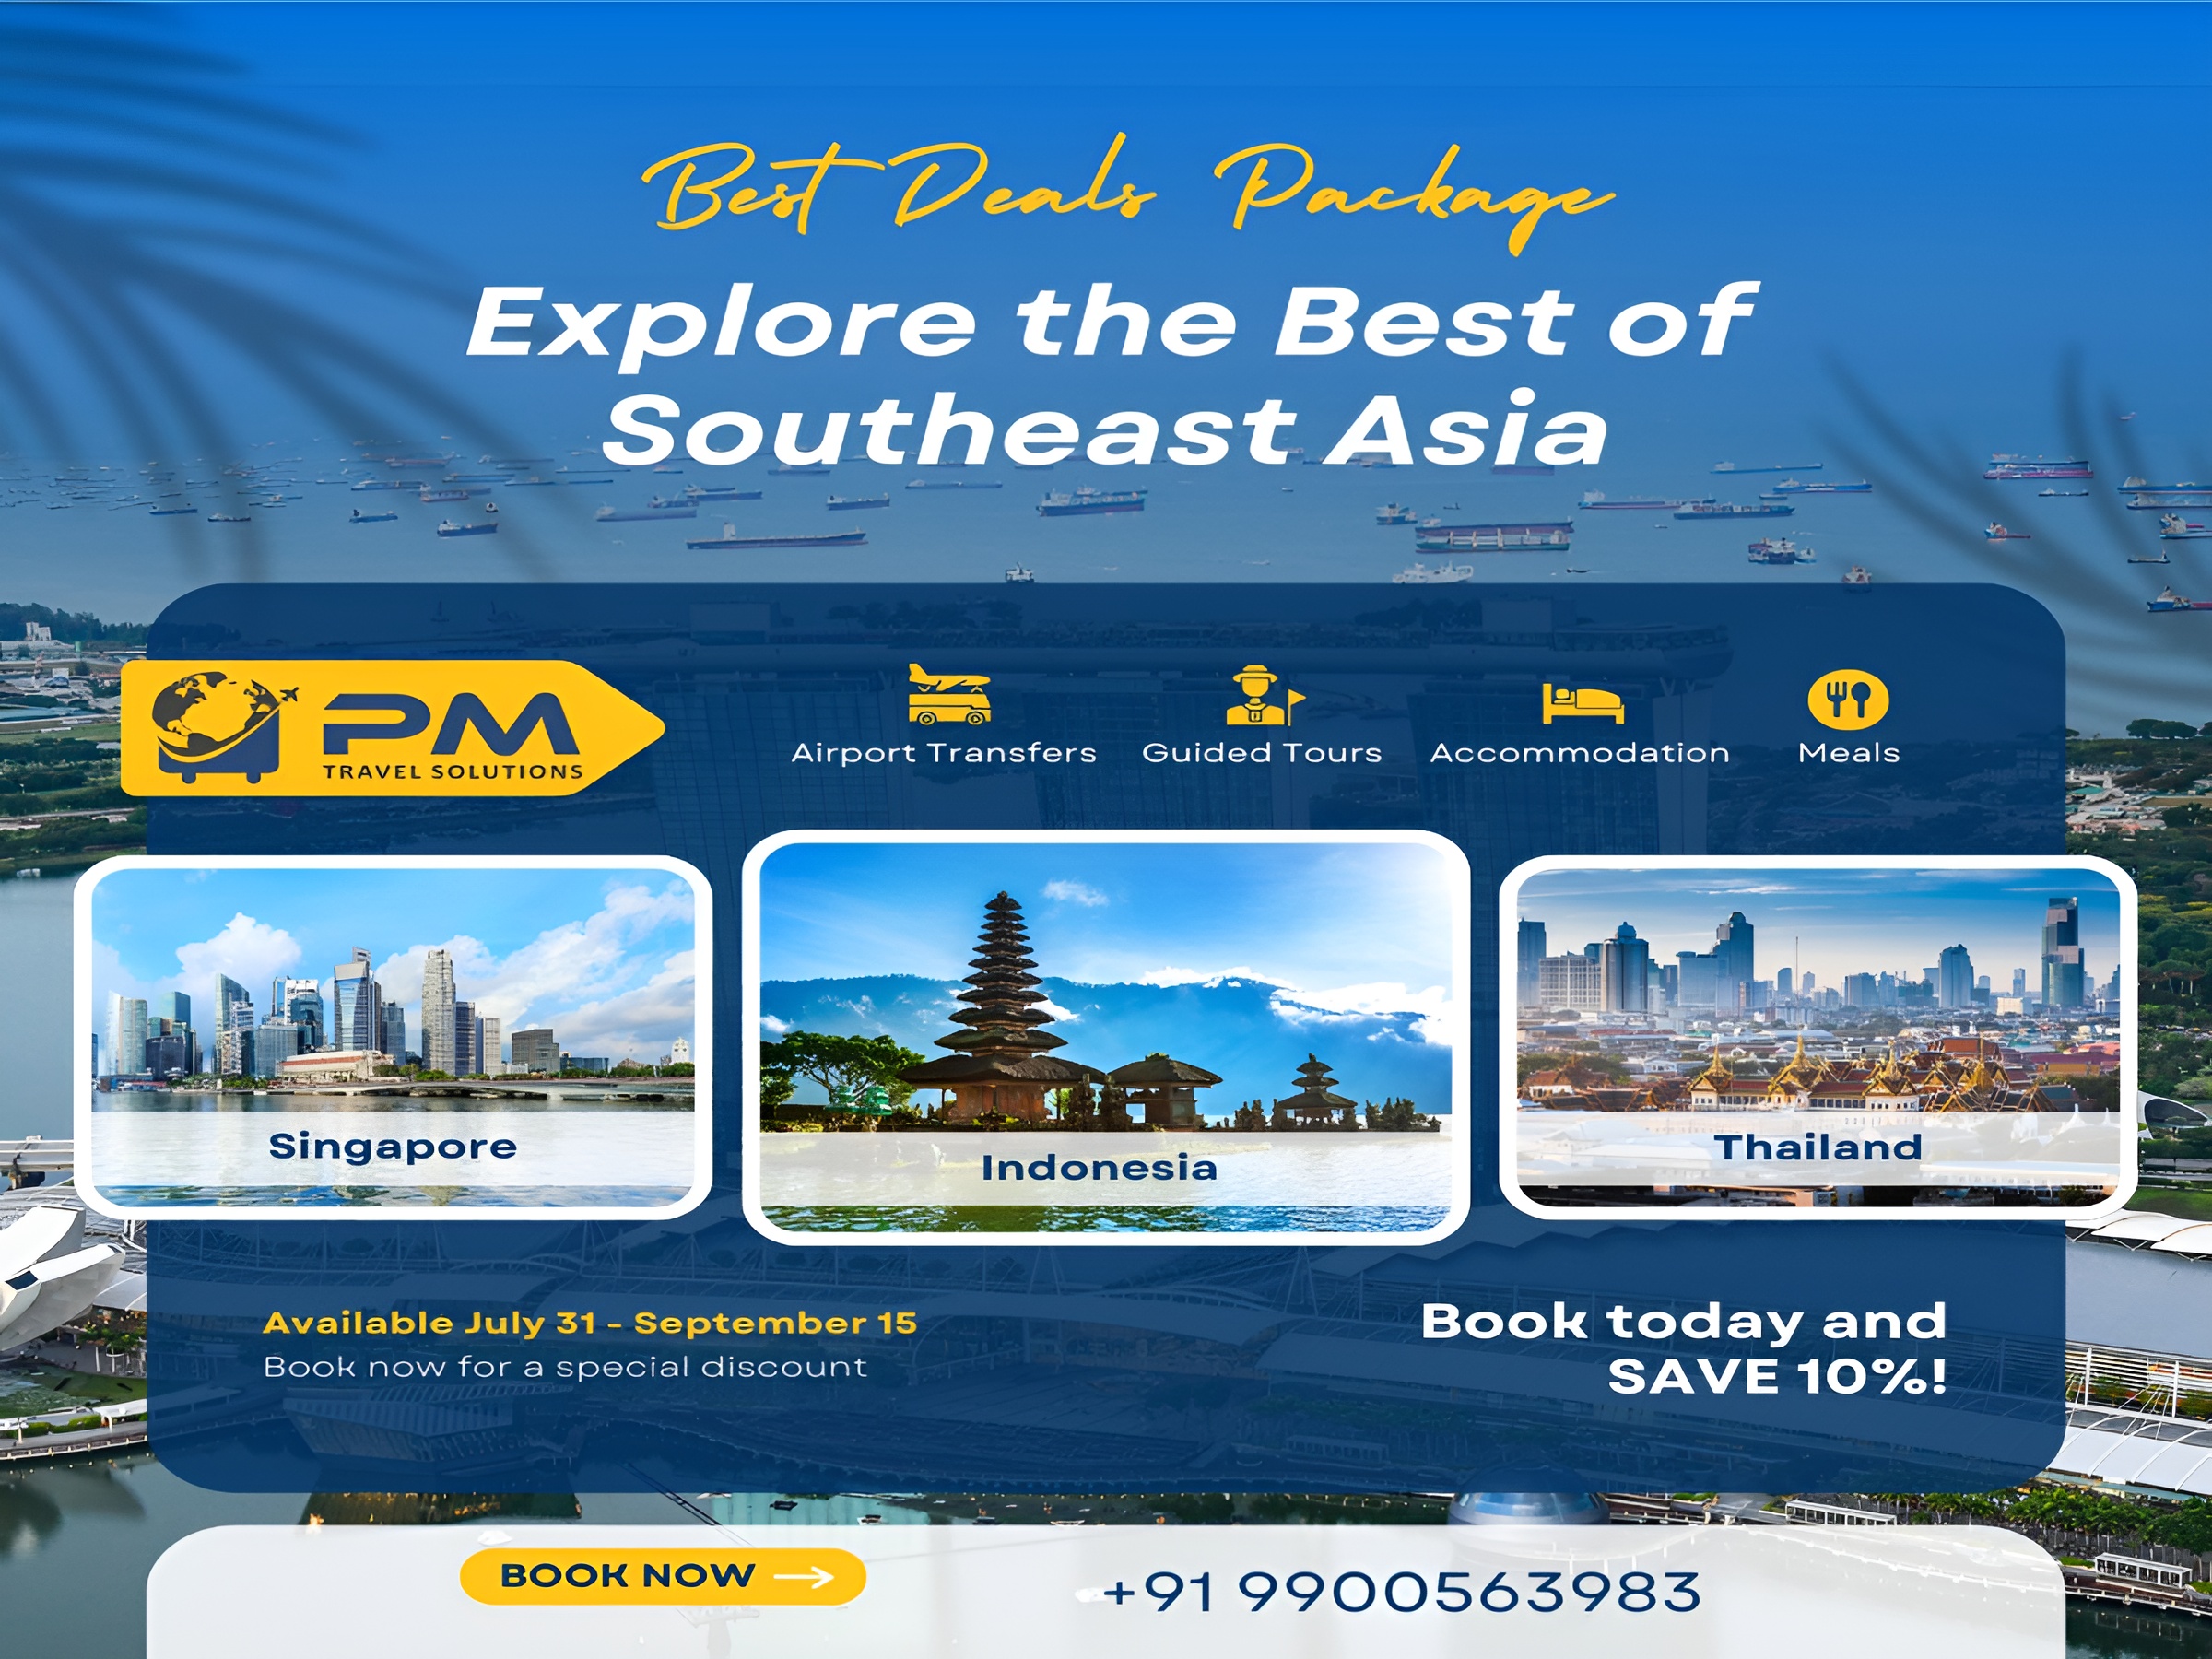 Best Deals Package
Explore the Best of
Southeast Asia
PM
TRAVEL SOLUTIONS
Airport Transfers
Guided Tours
Accommodation
Meals
Singapore
Indonesia
Thailand
Available July 31 - September 15
Book now for a special discount
Book today and
SAVE 10%!
BOOK NOW
+91 9900563983